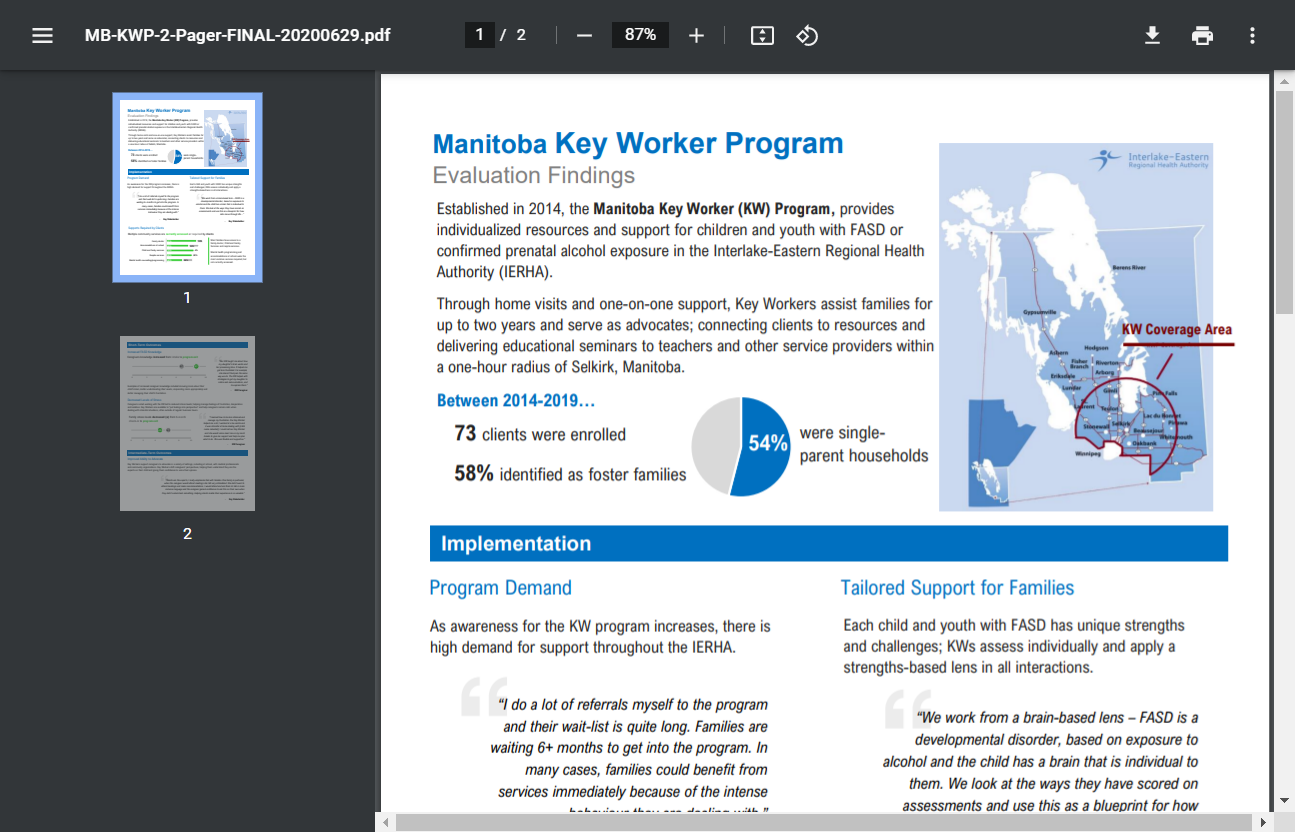 MB-KWP-2-Pager-FINAL-20200629.pdf
1 / 2
87%
1
2
Manitoba Key Worker Program
Evaluation Findings
Established in 2014, the Manitoba Key Worker (KW) Program, provides
individualized resources and support for children and youth with FASD or
confirmed prenatal alcohol exposure in the Interlake-Eastern Regional Health
Authority (IERHA).
Through home visits and one-on-one support, Key Workers assist families for
up to two years and serve as advocates; connecting clients to resources and
delivering educational seminars to teachers and other service providers within
a one-hour radius of Selkirk, Manitoba.
Between 2014-2019…
73 clients were enrolled
58% identified as foster families
54%
were single-
parent households
Interlake-Eastern
Regional Health Authority
Berens River
Gypsumville
KW Coverage Area
Ashern
Hodgson
Fisher
Branch
Riverton
Arborg
Eriksdale
Lundar
Gimli
Pine Falls
Teulon
Lac du Bonnet
Stonewall
Selkirk
Pinawa
Beausejour
Whitemouth
Oakbank
Winnipeg
Implementation
Program Demand
As awareness for the KW program increases, there is
high demand for support throughout the IERHA.
“I do a lot of referrals myself to the program
and their wait-list is quite long. Families are
waiting 6+ months to get into the program. In
many cases, families could benefit from
services immediately because of the intense
behaviour they are dealing with.”
Tailored Support for Families
Each child and youth with FASD has unique strengths
and challenges; KWs assess individually and apply a
strengths-based lens in all interactions.
“We work from a brain-based lens – FASD is a
developmental disorder, based on exposure to
alcohol and the child has a brain that is individual to
them. We look at the ways they have scored on
assessments and use this as a blueprint for how